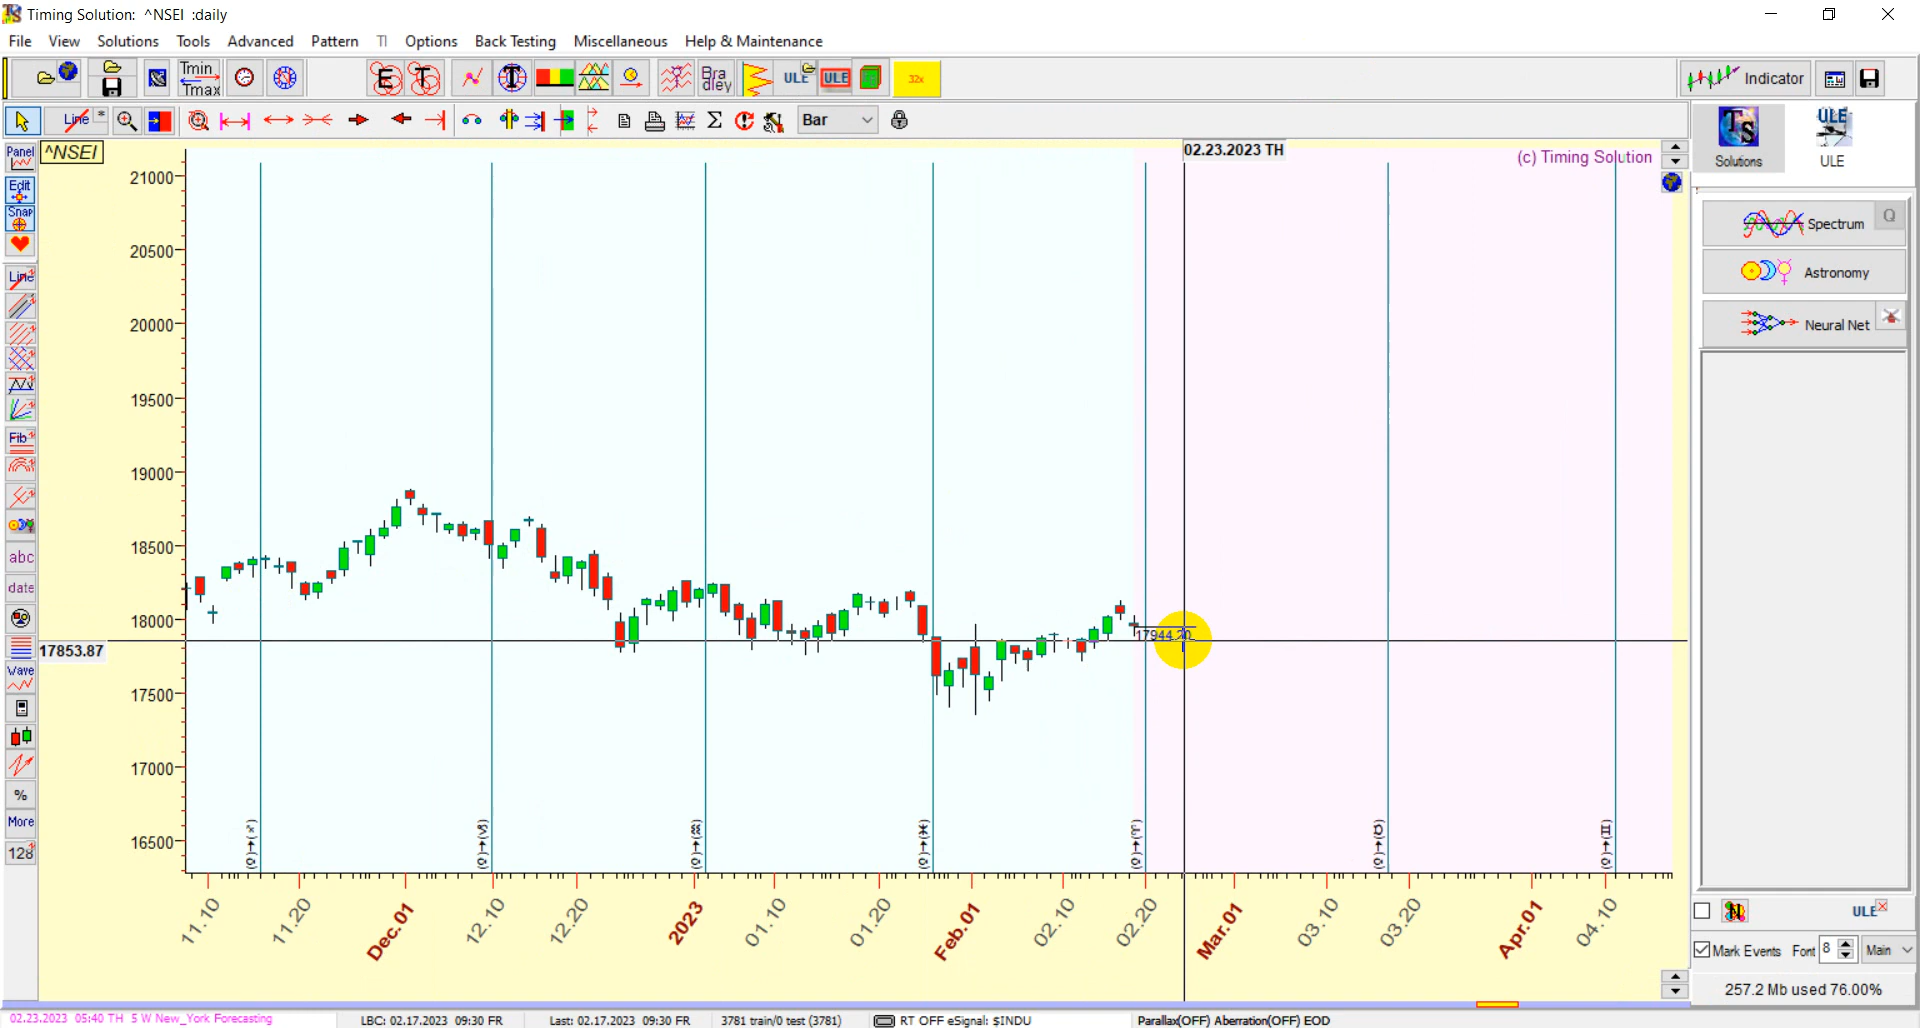 Timing Solution: ^NSEI :daily
File View Solutions Tools Advanced Pattern TI Options Back Testing Miscellaneous Help & Maintenance
Tmin Tmax E T T Bra dley ULE ULE 32x Indicator
Line * Σ Bar
Panel ^NSEI 02.23.2023 TH (c) Timing Solution
TS Solutions ULE ULE
Edit
Snap
Line
Fib
abc
date
Wave
%
More
128
21000
20500
20000
19500
19000
18500
18000
17500
17000
16500
17853.87
17944.20
(♀)→(♐) (♀)→(♑) (♀)→(♒) (♀)→(♓) (♀)→(♈) (♀)→(♉) (♀)→(♊)
11.10 11.20 Dec.01 12.10 12.20 2023 01.10 01.20 Feb.01 02.10 02.20 Mar.01 03.10 03.20 Apr.01 04.10
Spectrum Q
Astronomy
Neural Net
N ULE
Mark Events Font 8 Main
257.2 Mb used 76.00%
02.23.2023 05:40 TH 5 W New_York Forecasting LBC: 02.17.2023 09:30 FR Last: 02.17.2023 09:30 FR 3781 train/0 test (3781) RT OFF eSignal: $INDU Parallax(OFF) Aberration(OFF) EOD